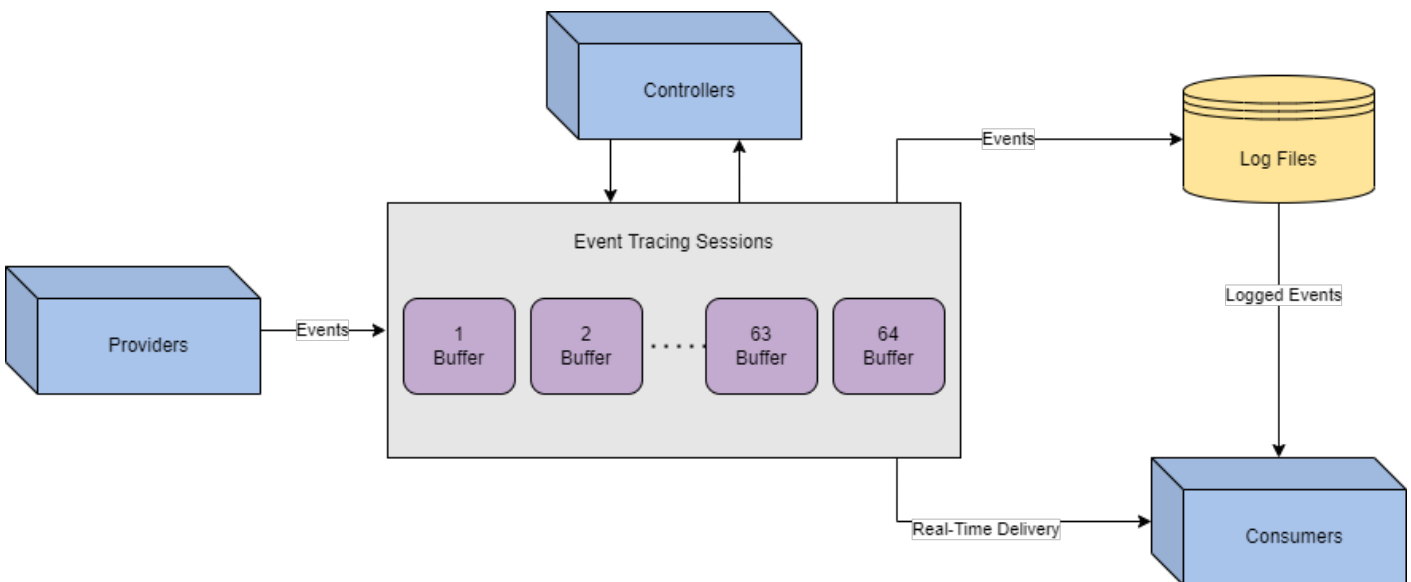 Controllers
Events
Log Files
Event Tracing Sessions
Providers
Events
1
Buffer
2
Buffer
.....
63
Buffer
64
Buffer
Logged Events
Real-Time Delivery
Consumers